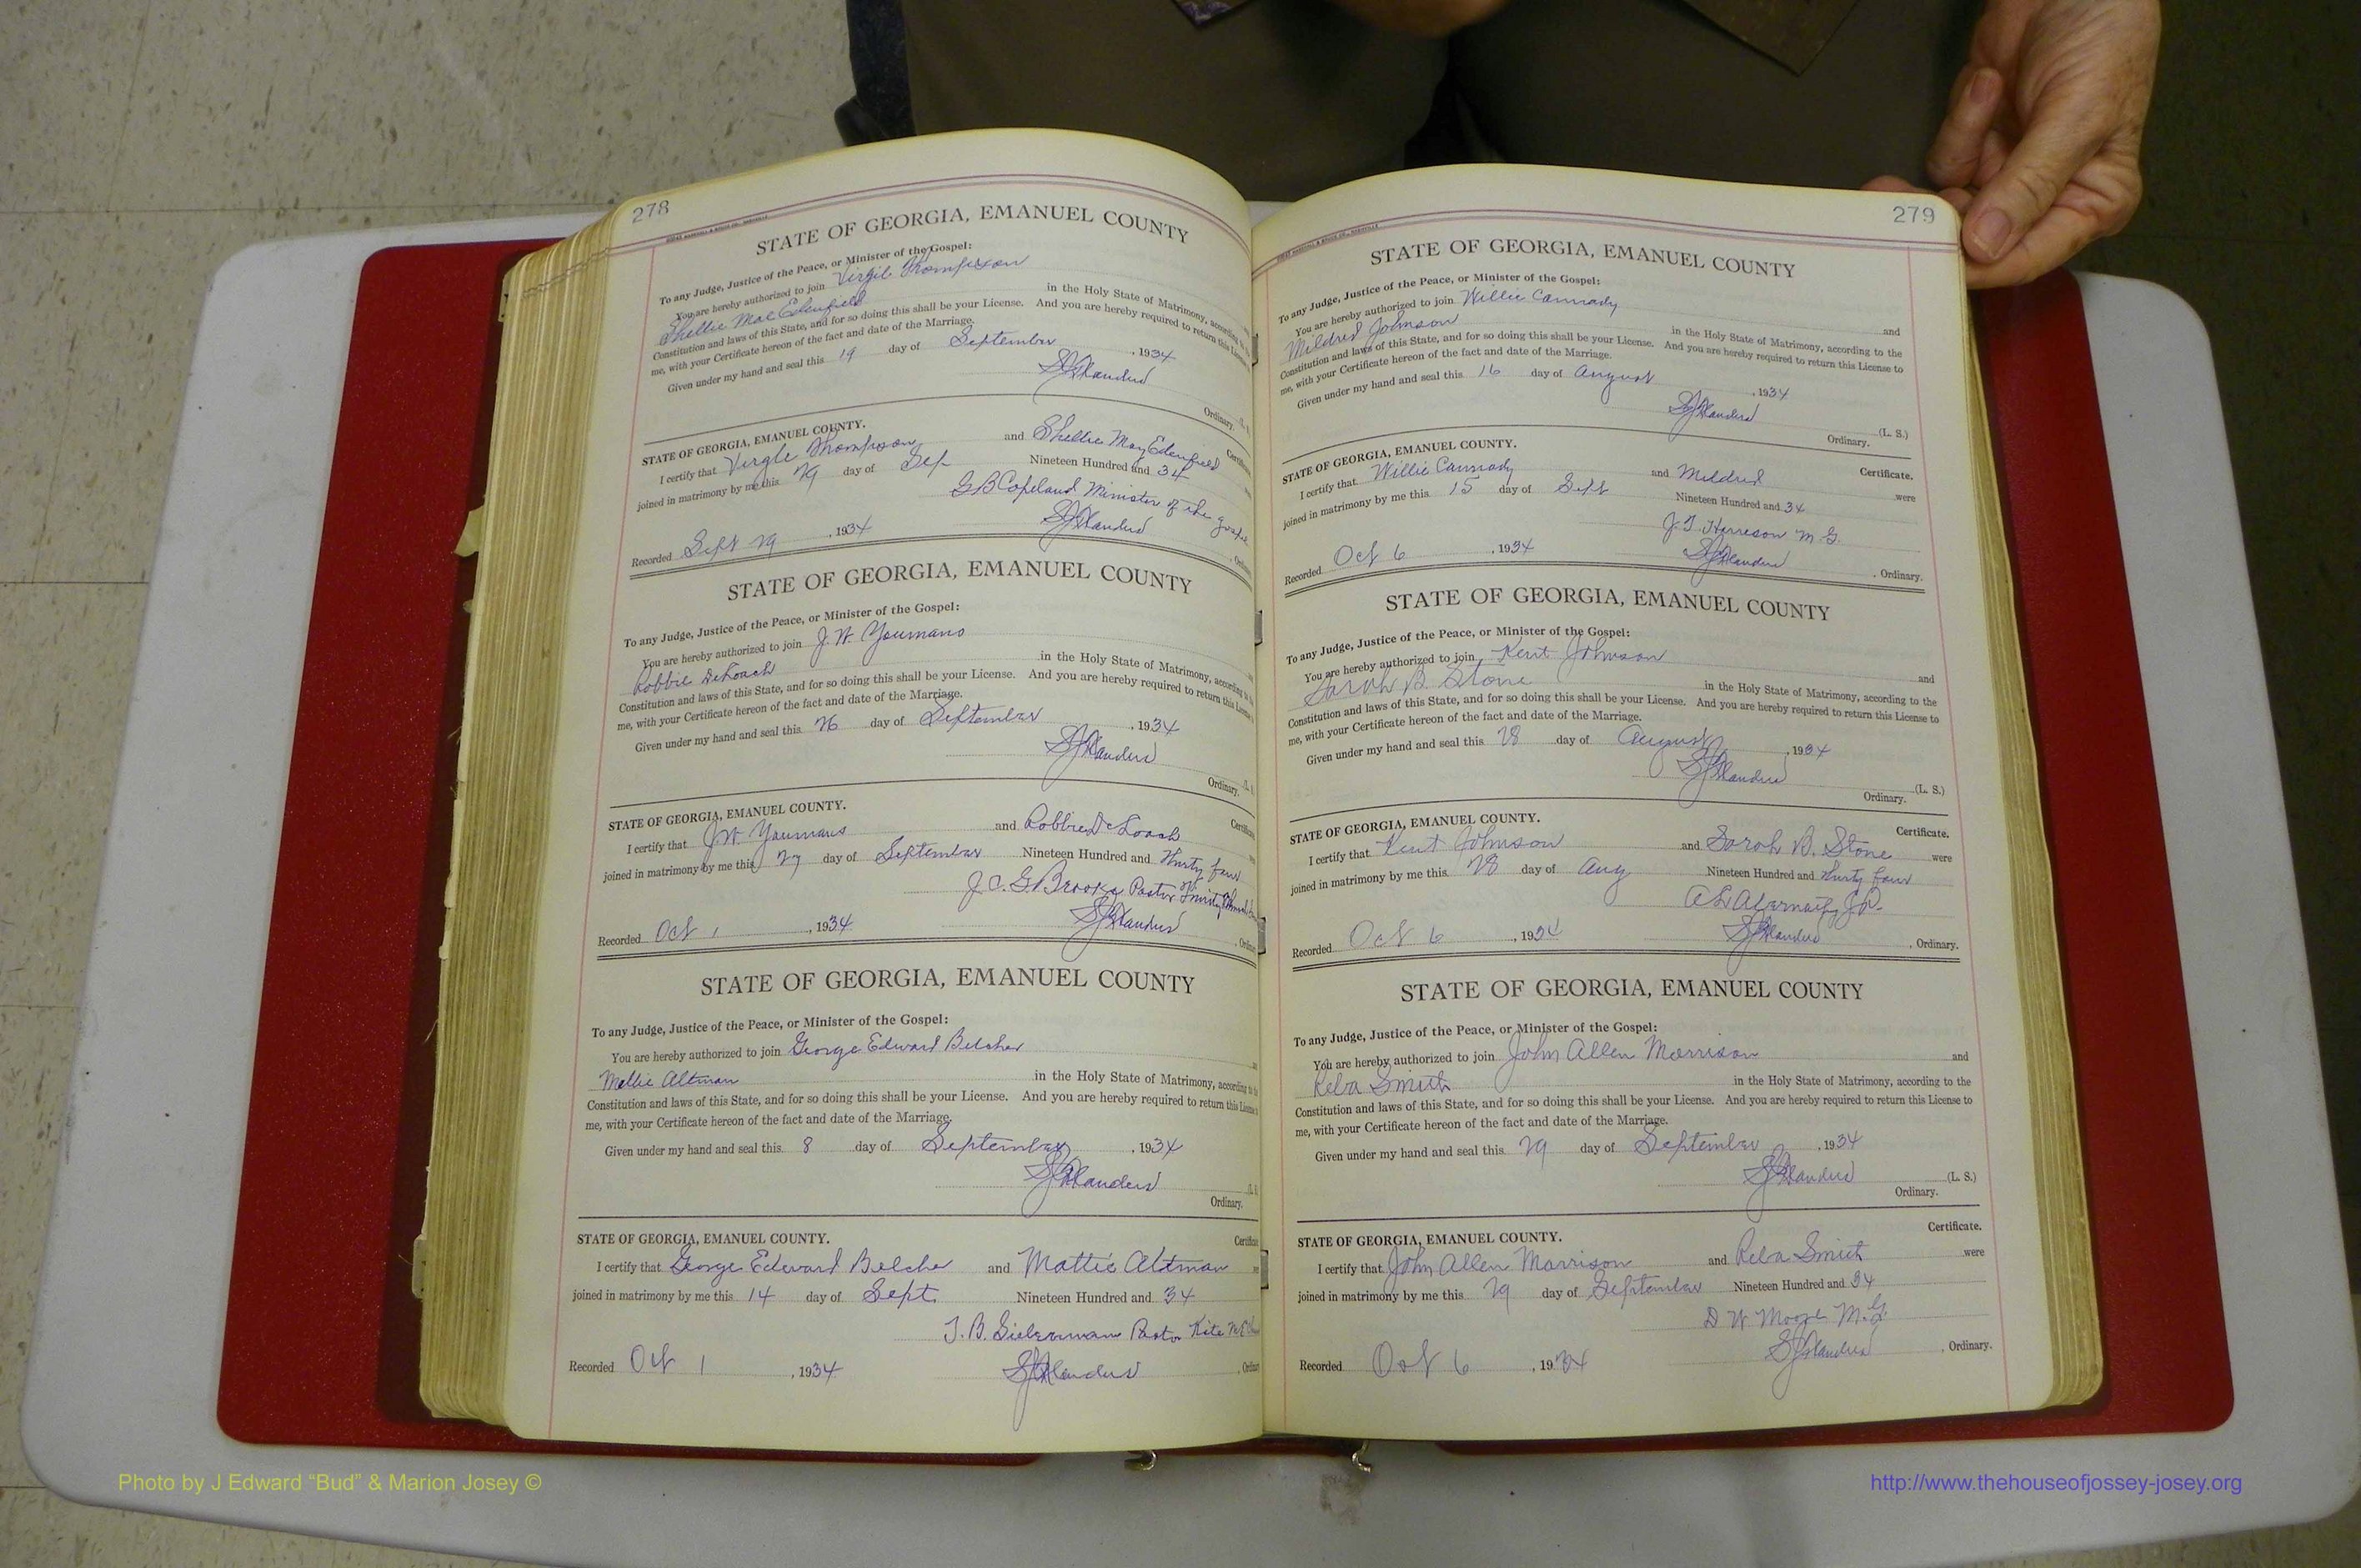 278
STATE OF GEORGIA, EMANUEL COUNTY
To any Judge, Justice of the Peace, or Minister of the Gospel:
You are hereby authorized to join Virgil Thompson
Shellie Mae Edenfield in the Holy State of Matrimony, according to the
Constitution and laws of this State, and for so doing this shall be your License. And you are hereby required to return this License
me, with your Certificate hereon of the fact and date of the Marriage.
Given under my hand and seal this 19 day of September, 1934
Ordinary.
STATE OF GEORGIA, EMANUEL COUNTY.
I certify that Virgle Thompson and Shellie May Edenfield
joined in matrimony by me this 29 day of Sep Nineteen Hundred and 34
G B Copeland Minister of the gospel
Recorded Sept 29, 1934
STATE OF GEORGIA, EMANUEL COUNTY
To any Judge, Justice of the Peace, or Minister of the Gospel:
You are hereby authorized to join J. W. Youmans
Robbie DeLoach in the Holy State of Matrimony, according to the
Constitution and laws of this State, and for so doing this shall be your License. And you are hereby required to return this License
me, with your Certificate hereon of the fact and date of the Marriage.
Given under my hand and seal this 26 day of September, 1934
Ordinary.
STATE OF GEORGIA, EMANUEL COUNTY.
I certify that J W Youmans and Robbie DeLoach
joined in matrimony by me this 27 day of September Nineteen Hundred and Thirty four
J. C. G. Brooks Pastor Trinity
Recorded Oct 1, 1934
STATE OF GEORGIA, EMANUEL COUNTY
To any Judge, Justice of the Peace, or Minister of the Gospel:
You are hereby authorized to join George Edward Belcher
Mattie Altman in the Holy State of Matrimony, according to the
Constitution and laws of this State, and for so doing this shall be your License. And you are hereby required to return this License
me, with your Certificate hereon of the fact and date of the Marriage.
Given under my hand and seal this 8 day of September, 1934
Ordinary.
STATE OF GEORGIA, EMANUEL COUNTY.
I certify that George Edward Belche and Mattie Altman
joined in matrimony by me this 14 day of Sept. Nineteen Hundred and 34
Pastor Kite
Recorded Oct 1, 1934
279
STATE OF GEORGIA, EMANUEL COUNTY
To any Judge, Justice of the Peace, or Minister of the Gospel:
You are hereby authorized to join Willie Cannady and
Mildred Johnson in the Holy State of Matrimony, according to the
Constitution and laws of this State, and for so doing this shall be your License. And you are hereby required to return this License to
me, with your Certificate hereon of the fact and date of the Marriage.
Given under my hand and seal this 16 day of August, 1934
(L. S.)
Ordinary.
STATE OF GEORGIA, EMANUEL COUNTY. Certificate.
I certify that Willie Cannady and Mildred were
joined in matrimony by me this 15 day of Sept Nineteen Hundred and 34
J. T. Harreson M G.
Recorded Oct 6, 1934, Ordinary.
STATE OF GEORGIA, EMANUEL COUNTY
To any Judge, Justice of the Peace, or Minister of the Gospel:
You are hereby authorized to join Kent Johnson and
Sarah B. Stone in the Holy State of Matrimony, according to the
Constitution and laws of this State, and for so doing this shall be your License. And you are hereby required to return this License to
me, with your Certificate hereon of the fact and date of the Marriage.
Given under my hand and seal this 28 day of August, 1934
(L. S.)
Ordinary.
STATE OF GEORGIA, EMANUEL COUNTY. Certificate.
I certify that Kent Johnson and Sarah B. Stone were
joined in matrimony by me this 28 day of Aug Nineteen Hundred and Thirty four
J.P.
Recorded Oct 6, 1934, Ordinary.
STATE OF GEORGIA, EMANUEL COUNTY
To any Judge, Justice of the Peace, or Minister of the Gospel:
You are hereby authorized to join John Allen Morrison and
Reba Smith in the Holy State of Matrimony, according to the
Constitution and laws of this State, and for so doing this shall be your License. And you are hereby required to return this License to
me, with your Certificate hereon of the fact and date of the Marriage.
Given under my hand and seal this 29 day of September, 1934
(L. S.)
Ordinary.
STATE OF GEORGIA, EMANUEL COUNTY. Certificate.
I certify that John Allen Morrison and Reba Smith were
joined in matrimony by me this 29 day of September Nineteen Hundred and 34
D W Moore M. G.
Recorded Oct 6, 1934, Ordinary.
Photo by J Edward “Bud” & Marion Josey ©
http://www.thehouseofjossey-josey.org